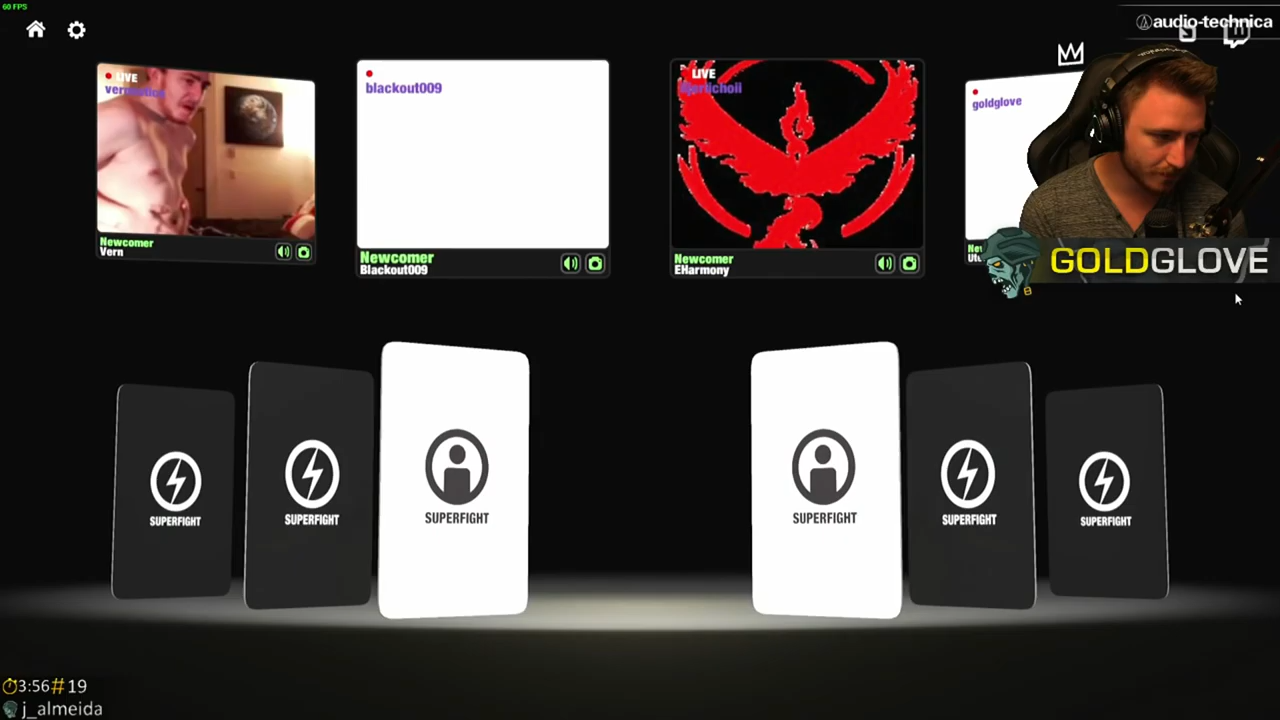 60 FPS
audio-technica
LIVE
blackout009
LIVE
goldglove
Newcomer
Vern
Newcomer
Blackout009
Newcomer
EHarmony
GOLDGLOVE
SUPERFIGHT
SUPERFIGHT
SUPERFIGHT
SUPERFIGHT
SUPERFIGHT
SUPERFIGHT
3:56 # 19
j_almeida